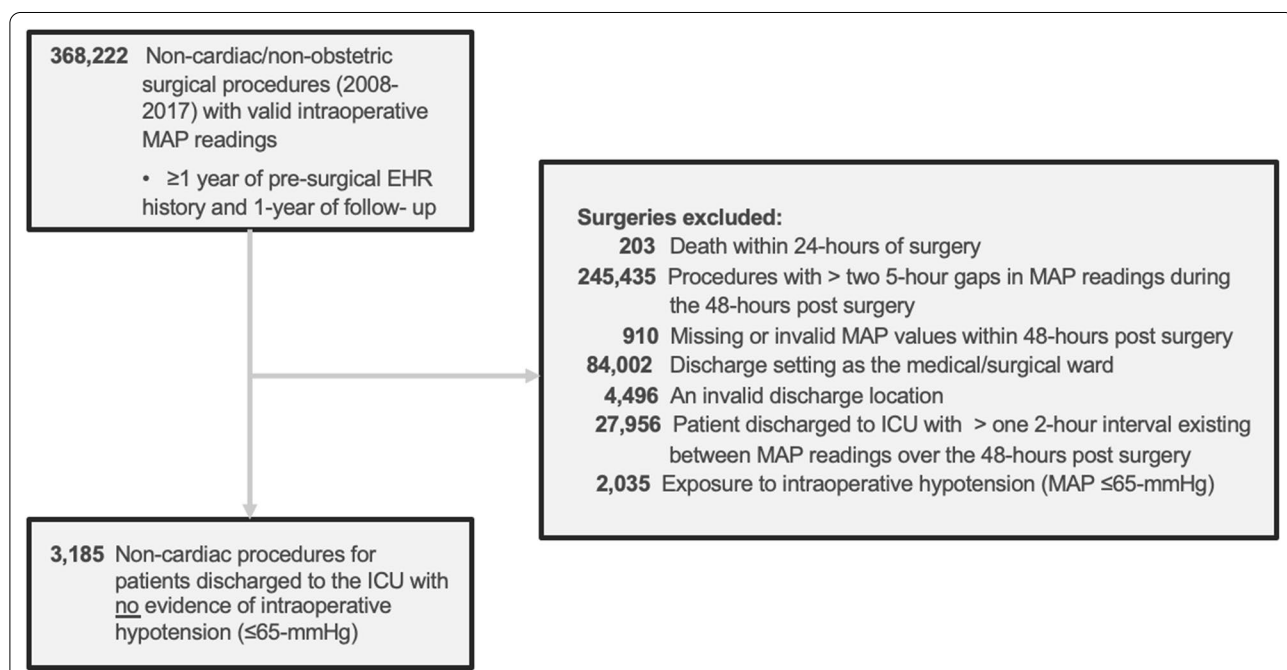 368,222 Non-cardiac/non-obstetric
surgical procedures (2008-
2017) with valid intraoperative
MAP readings
• ≥1 year of pre-surgical EHR
history and 1-year of follow- up
Surgeries excluded:
203 Death within 24-hours of surgery
245,435 Procedures with > two 5-hour gaps in MAP readings during
the 48-hours post surgery
910 Missing or invalid MAP values within 48-hours post surgery
84,002 Discharge setting as the medical/surgical ward
4,496 An invalid discharge location
27,956 Patient discharged to ICU with > one 2-hour interval existing
between MAP readings over the 48-hours post surgery
2,035 Exposure to intraoperative hypotension (MAP ≤65-mmHg)
3,185 Non-cardiac procedures for
patients discharged to the ICU with
no evidence of intraoperative
hypotension (≤65-mmHg)